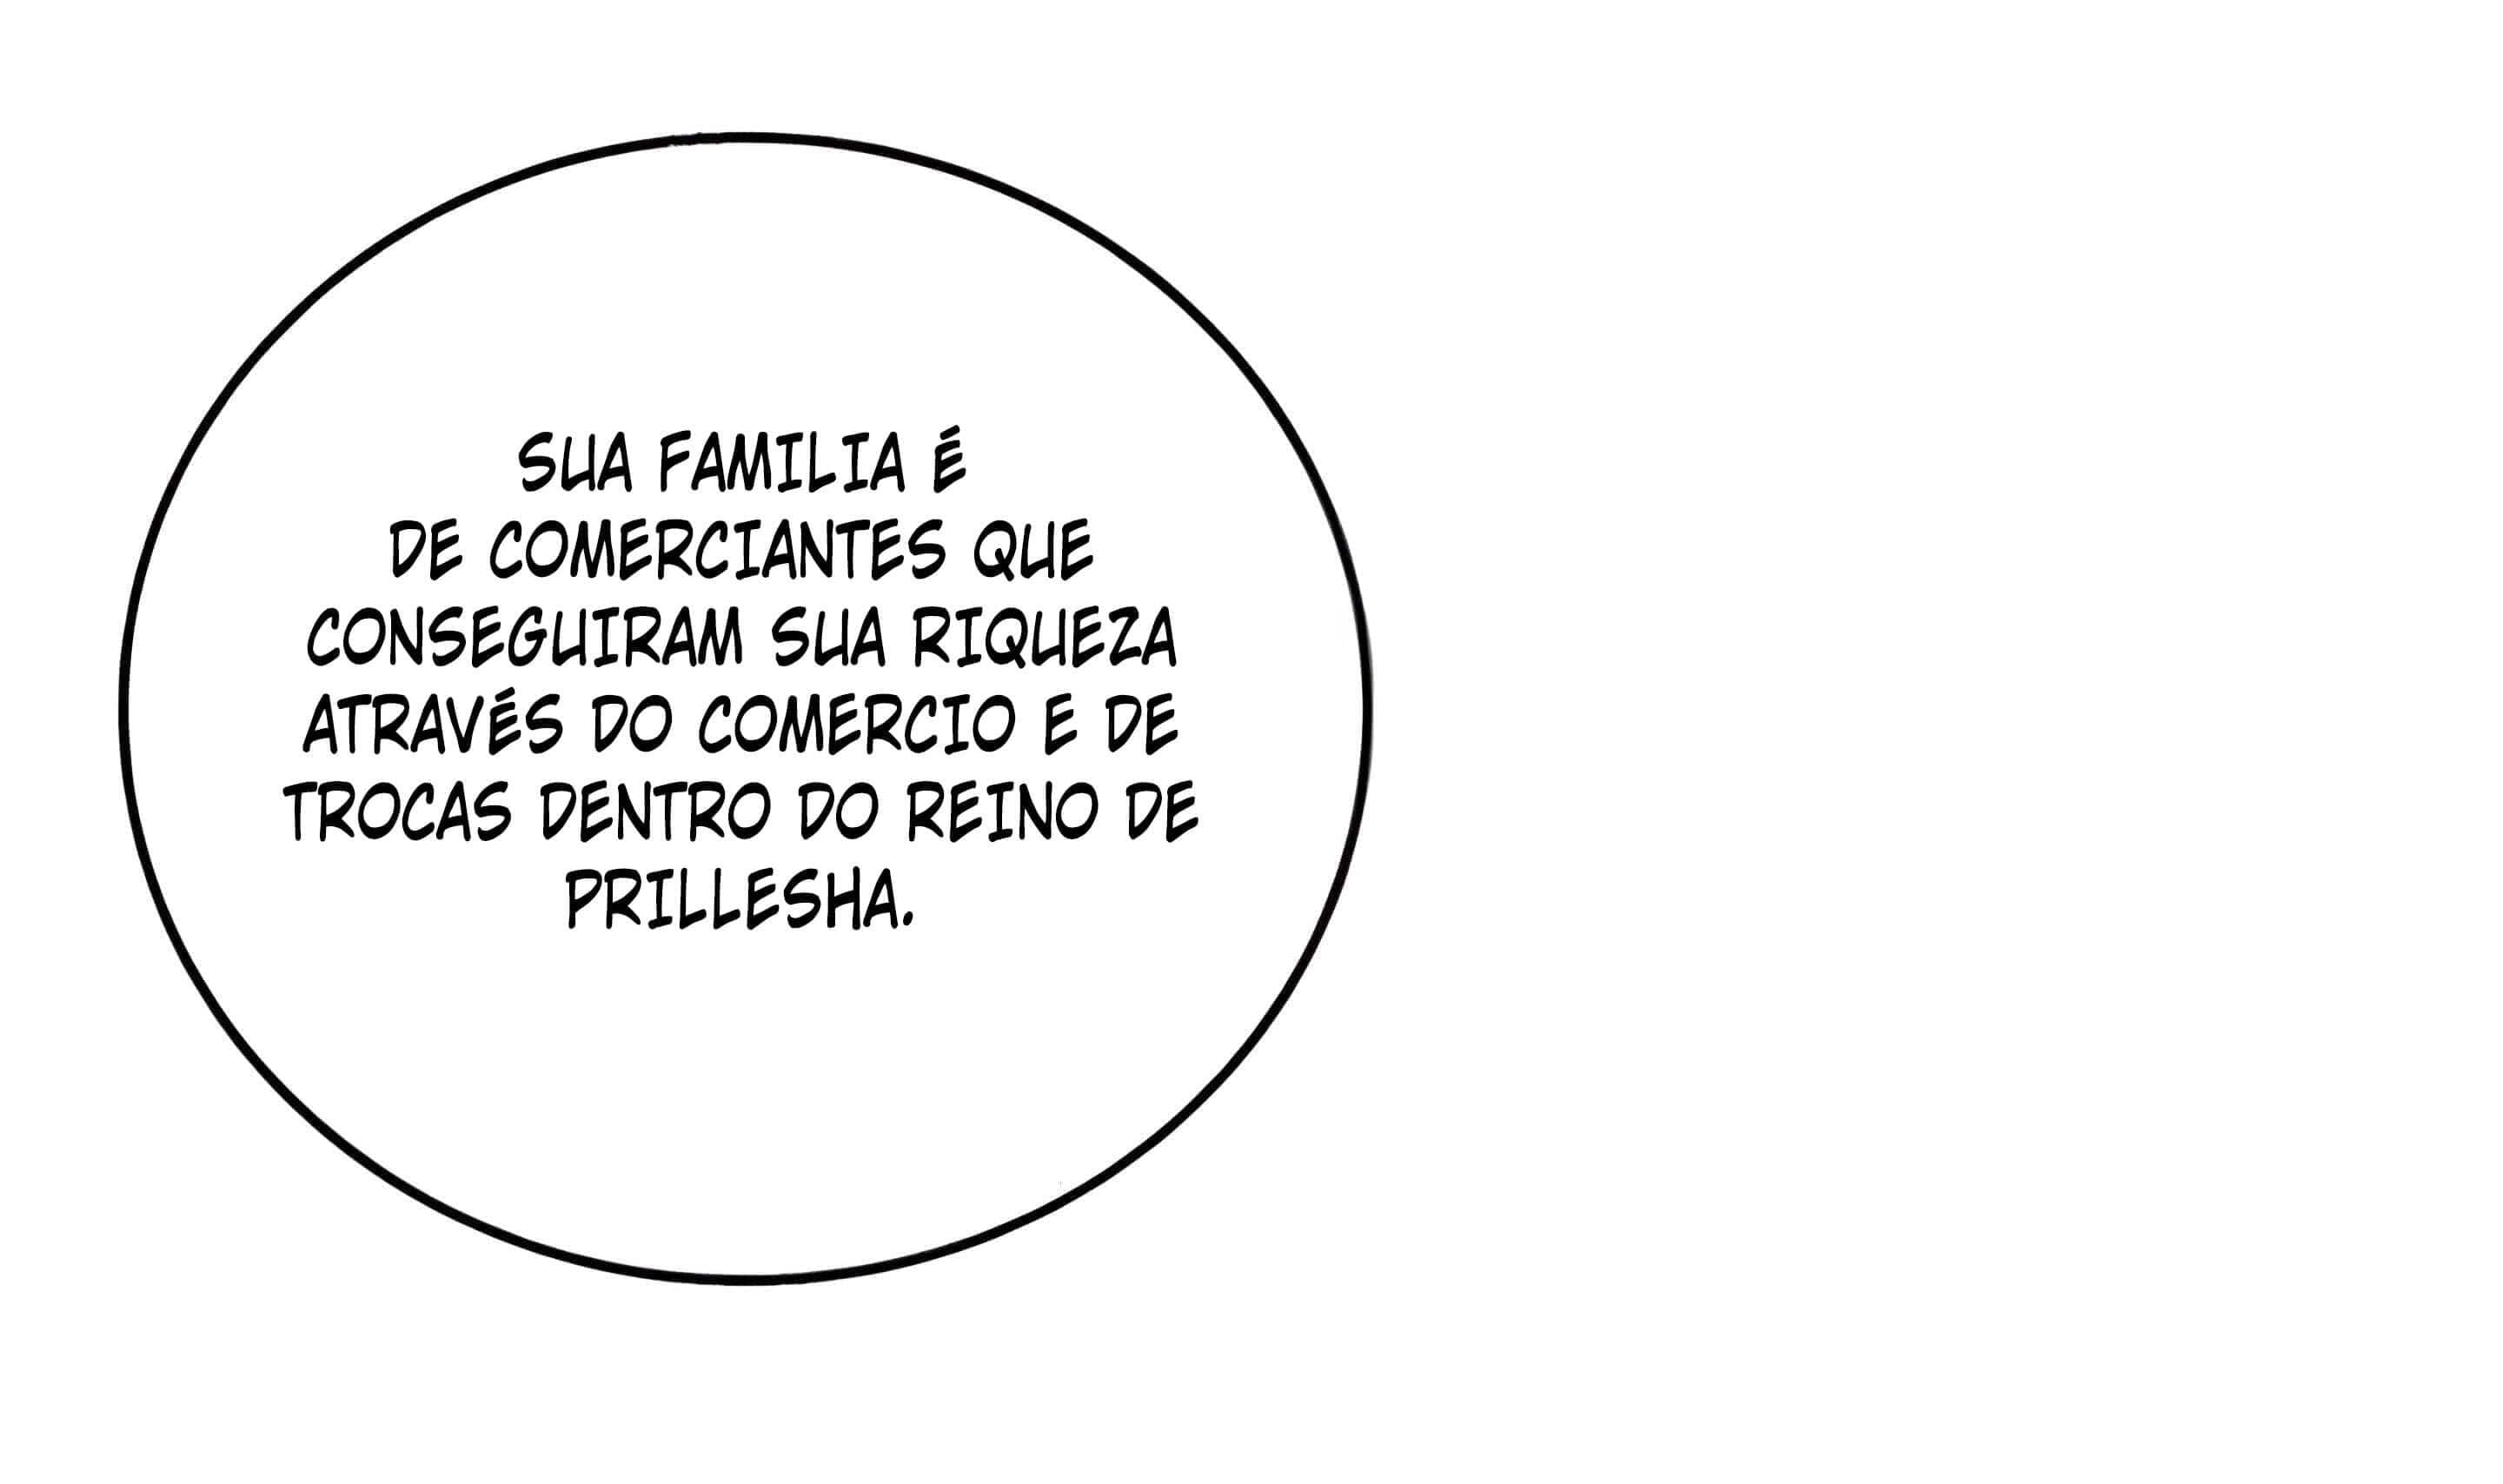 SUA FAMILIA É
DE COMERCIANTES QUE
CONSEGUIRAM SUA RIQUEZA
ATRAVÉS DO COMERCIO E DE
TROCAS DENTRO DO REINO DE
PRILLESHA.